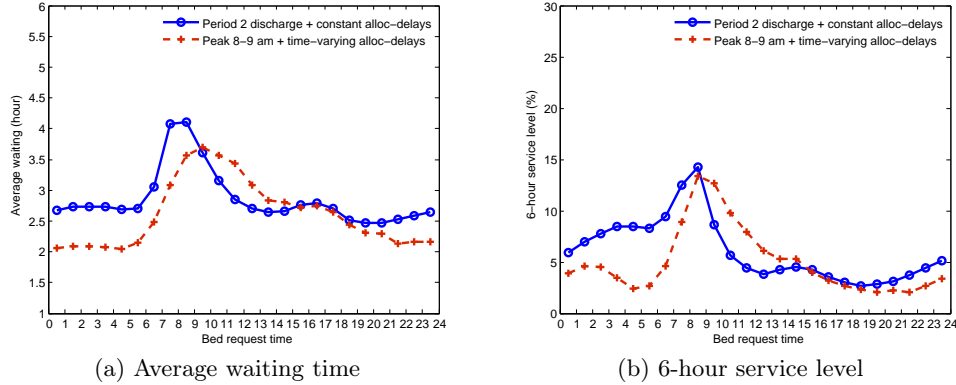 Period 2 discharge + constant alloc−delays
Peak 8−9 am + time−varying alloc−delays
6
5.5
5
4.5
4
3.5
3
2.5
2
1.5
1
Average waiting (hour)
0 1 2 3 4 5 6 7 8 9 10 11 12 13 14 15 16 17 18 19 20 21 22 23 24
Bed request time
(a) Average waiting time
Period 2 discharge + constant alloc−delays
Peak 8−9 am + time−varying alloc−delays
30
25
20
15
10
5
0
6−hour service level (%)
0 1 2 3 4 5 6 7 8 9 10 11 12 13 14 15 16 17 18 19 20 21 22 23 24
Bed request time
(b) 6-hour service level